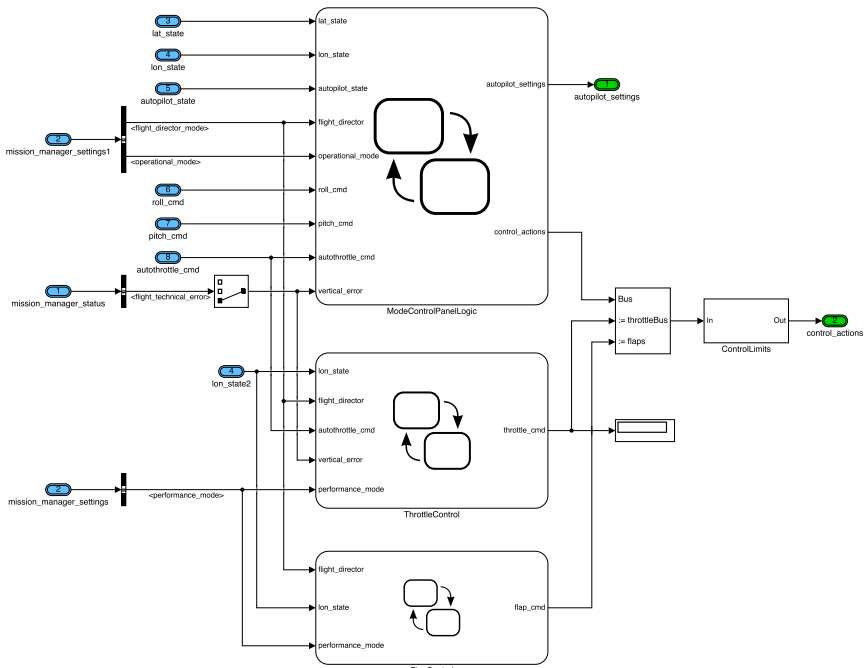 3
lat_state
4
lon_state
5
autopilot_state
2
mission_manager_settings1
<flight_director_mode>
<operational_mode>
6
roll_cmd
7
pitch_cmd
8
autothrottle_cmd
1
mission_manager_status
<flight_technical_error>
lat_state
lon_state
autopilot_state
flight_director
operational_mode
roll_cmd
pitch_cmd
autothrottle_cmd
vertical_error
autopilot_settings
control_actions
ModeControlPanelLogic
1
autopilot_settings
Bus
:= throttleBus
:= flaps
In
Out
ControlLimits
2
control_actions
4
lon_state2
lon_state
flight_director
autothrottle_cmd
vertical_error
performance_mode
throttle_cmd
ThrottleControl
2
mission_manager_settings
<performance_mode>
flight_director
lon_state
performance_mode
flap_cmd